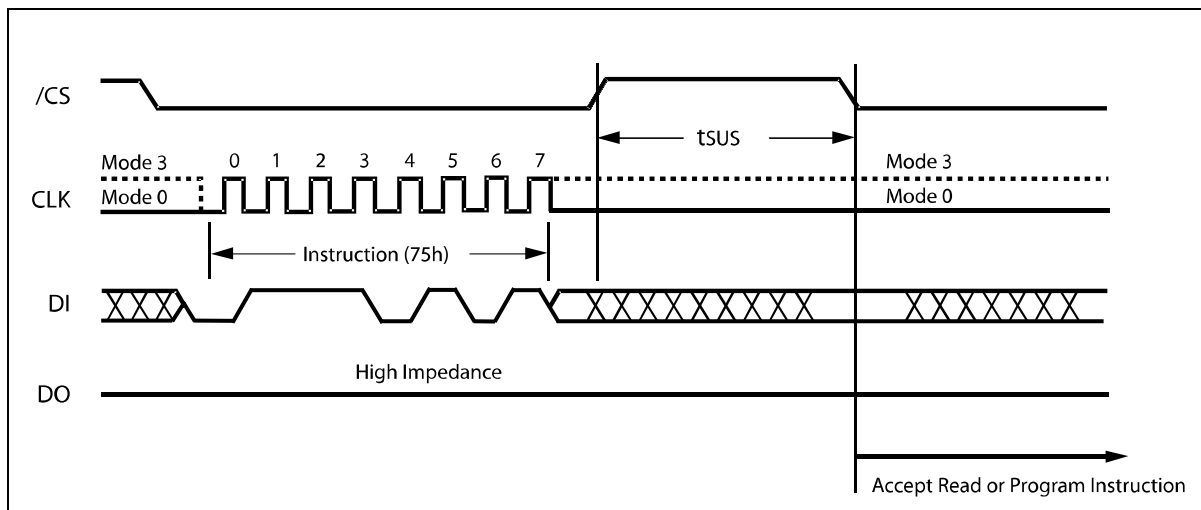 /CS
tSUS
Mode 3 0 1 2 3 4 5 6 7 Mode 3
CLK Mode 0 Mode 0
Instruction (75h)
DI
High Impedance
DO
Accept Read or Program Instruction